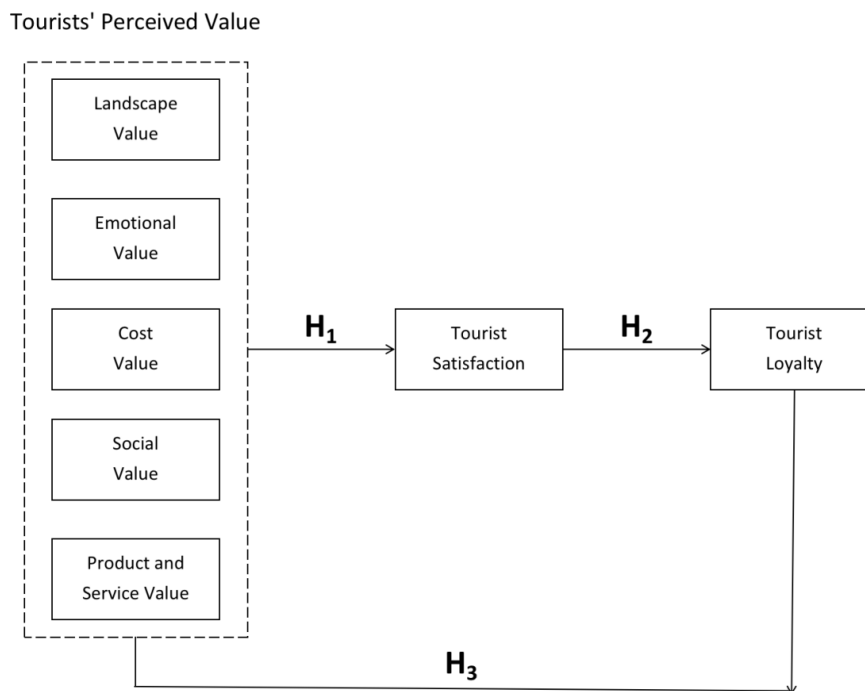 Tourists' Perceived Value
Landscape
Value
Emotional
Value
Cost
Value
Social
Value
Product and
Service Value
H₁
Tourist
Satisfaction
H₂
Tourist
Loyalty
H₃